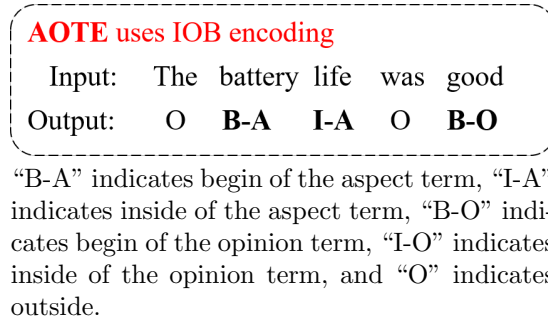 AOTE uses IOB encoding
Input: The battery life was good
Output: O B-A I-A O B-O
“B-A” indicates begin of the aspect term, “I-A”
indicates inside of the aspect term, “B-O” indi-
cates begin of the opinion term, “I-O” indicates
inside of the opinion term, and “O” indicates
outside.